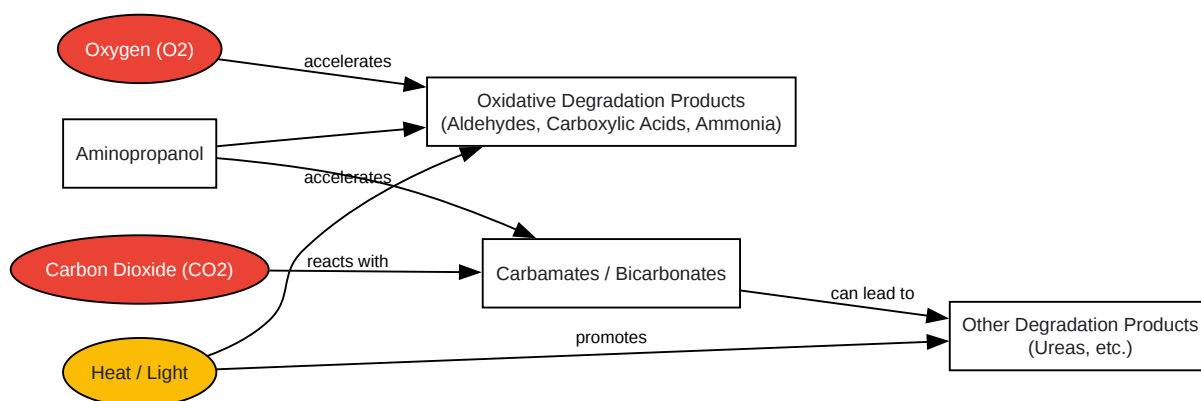 Oxygen (O2)
accelerates
Oxidative Degradation Products
(Aldehydes, Carboxylic Acids, Ammonia)
Aminopropanol
accelerates
Carbon Dioxide (CO2)
reacts with
Carbamates / Bicarbonates
can lead to
Other Degradation Products
(Ureas, etc.)
promotes
Heat / Light